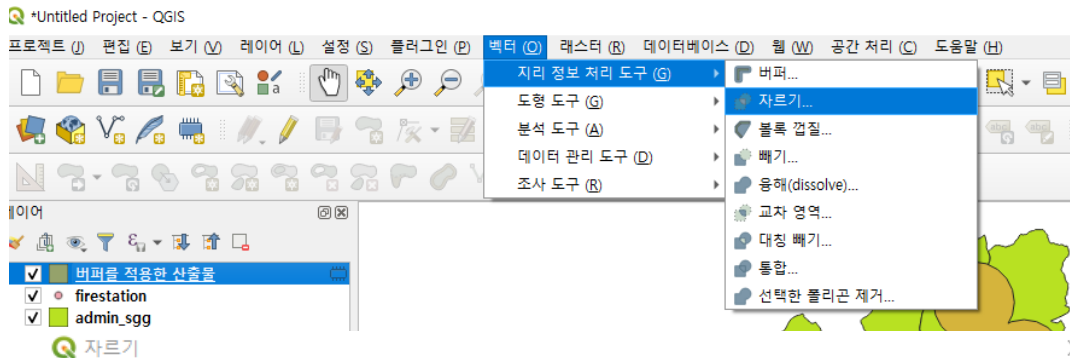 *Untitled Project - QGIS
프로젝트 (J) 편집 (E) 보기 (V) 레이어 (L) 설정 (S) 플러그인 (P) 벡터 (O) 래스터 (R) 데이터베이스 (D) 웹 (W) 공간 처리 (C) 도움말 (H)
지리 정보 처리 도구 (G)
도형 도구 (G)
분석 도구 (A)
데이터 관리 도구 (D)
조사 도구 (R)
버퍼...
자르기...
볼록 껍질...
빼기...
융해(dissolve)...
교차 영역...
대칭 빼기...
통합...
선택한 폴리곤 제거...
버퍼를 적용한 산출물
firestation
admin_sgg
자르기